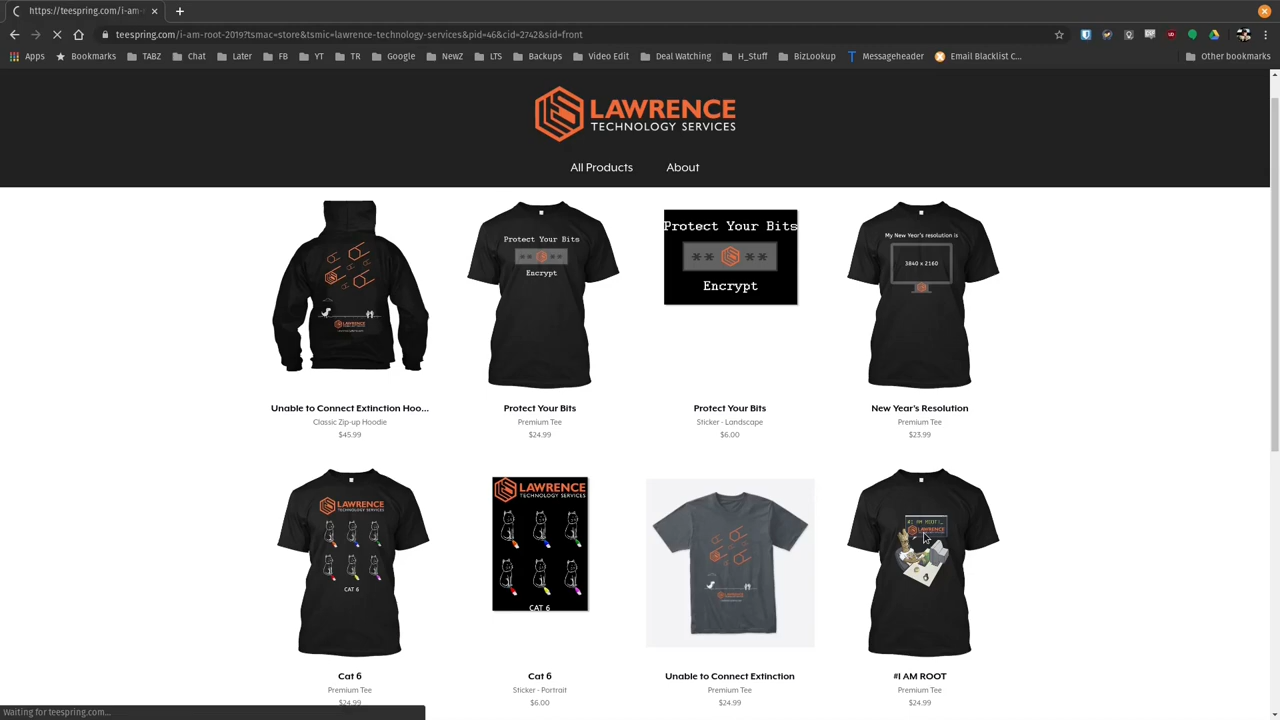 https://teespring.com/i-am-r
teespring.com/i-am-root-2019?tsmac=store&tsmic=lawrence-technology-services&pid=46&cid=2742&sid=front
Apps Bookmarks TABZ Chat Later FB YT TR Google NewZ LTS Backups Video Edit Deal Watching H_Stuff BizLookup Messageheader Email Blacklist C... Other bookmarks
LAWRENCE
TECHNOLOGY SERVICES
All Products About
Protect Your Bits
Encrypt
Protect Your Bits
** **
Encrypt
My New Year's resolution is
3840 x 2160
Unable to Connect Extinction Hoo... Protect Your Bits Protect Your Bits New Year's Resolution
Classic Zip-up Hoodie Premium Tee Sticker - Landscape Premium Tee
$45.99 $24.99 $6.00 $23.99
LAWRENCE
TECHNOLOGY SERVICES
CAT 6
LAWRENCE
TECHNOLOGY SERVICES
CAT 6
#I AM ROOT
LAWRENCE
Cat 6 Cat 6 Unable to Connect Extinction #I AM ROOT
Premium Tee Sticker - Portrait Premium Tee Premium Tee
$24.99 $6.00 $24.99 $24.99
Waiting for teespring.com...